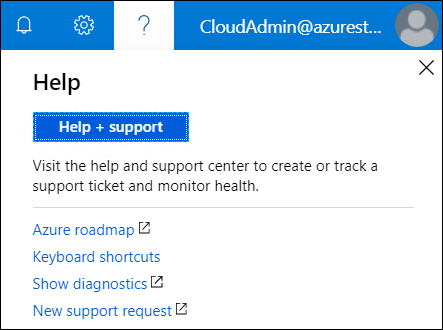 CloudAdmin@azurest...
Help
Help + support
Visit the help and support center to create or track a
support ticket and monitor health.
Azure roadmap
Keyboard shortcuts
Show diagnostics
New support request